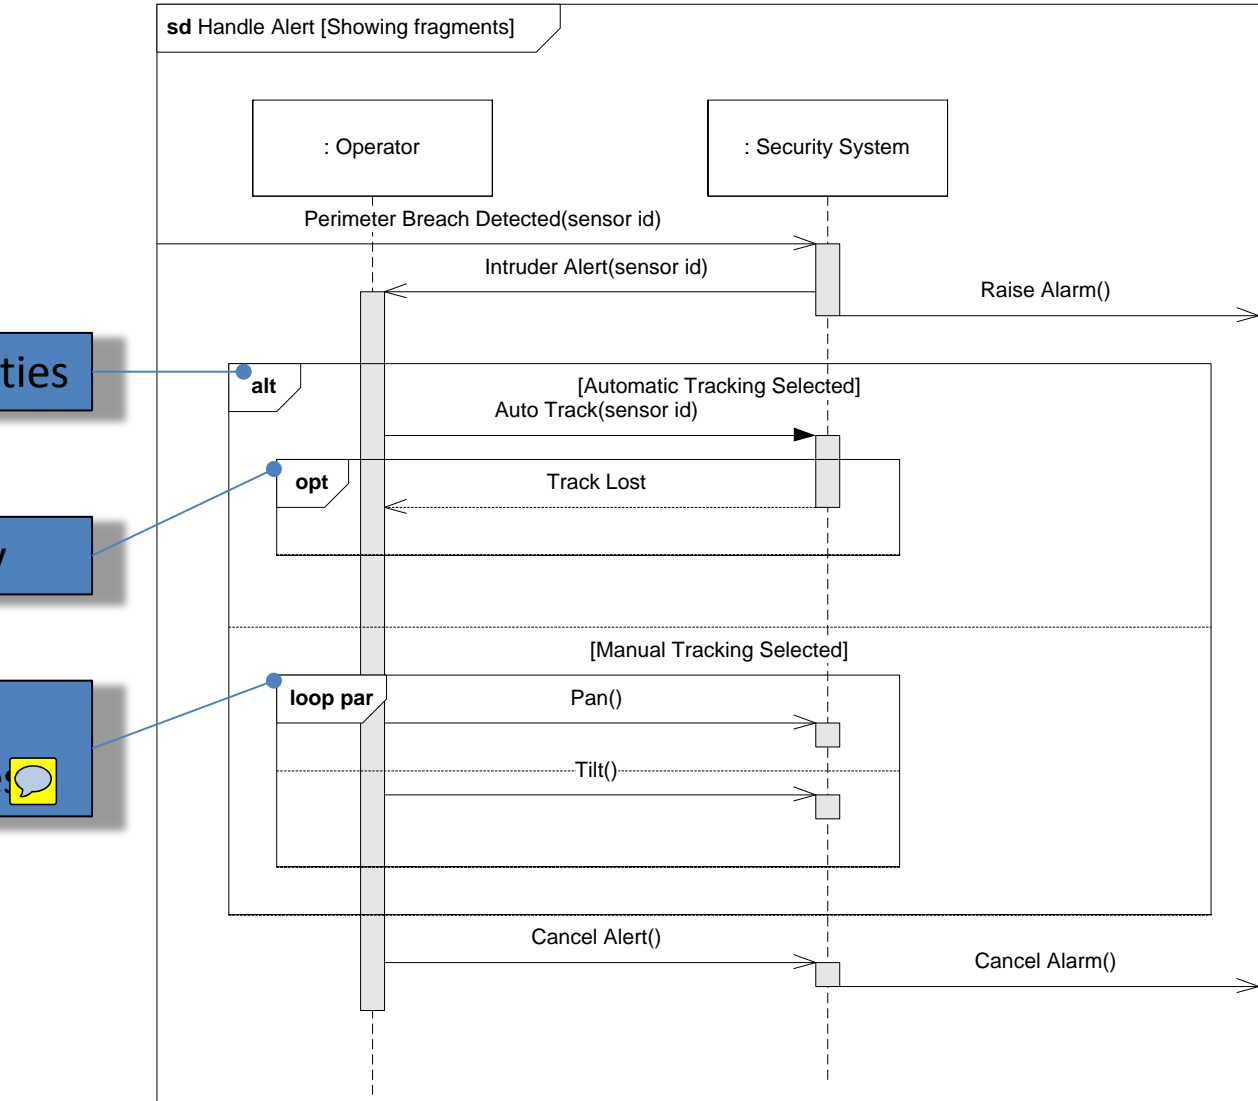 sd Handle Alert [Showing fragments]
: Operator
: Security System
Perimeter Breach Detected(sensor id)
Intruder Alert(sensor id)
Raise Alarm()
alt
[Automatic Tracking Selected]
Auto Track(sensor id)
opt
Track Lost
[Manual Tracking Selected]
loop par
Pan()
Tilt()
Cancel Alert()
Cancel Alarm()